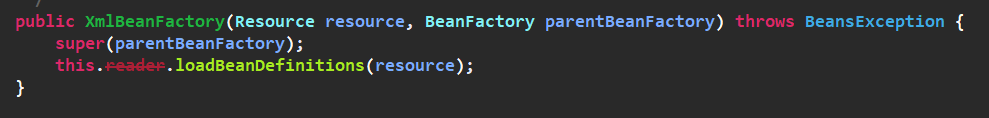 /
public XmlBeanFactory(Resource resource, BeanFactory parentBeanFactory) throws BeansException {
    super(parentBeanFactory);
    this.reader.loadBeanDefinitions(resource);
}